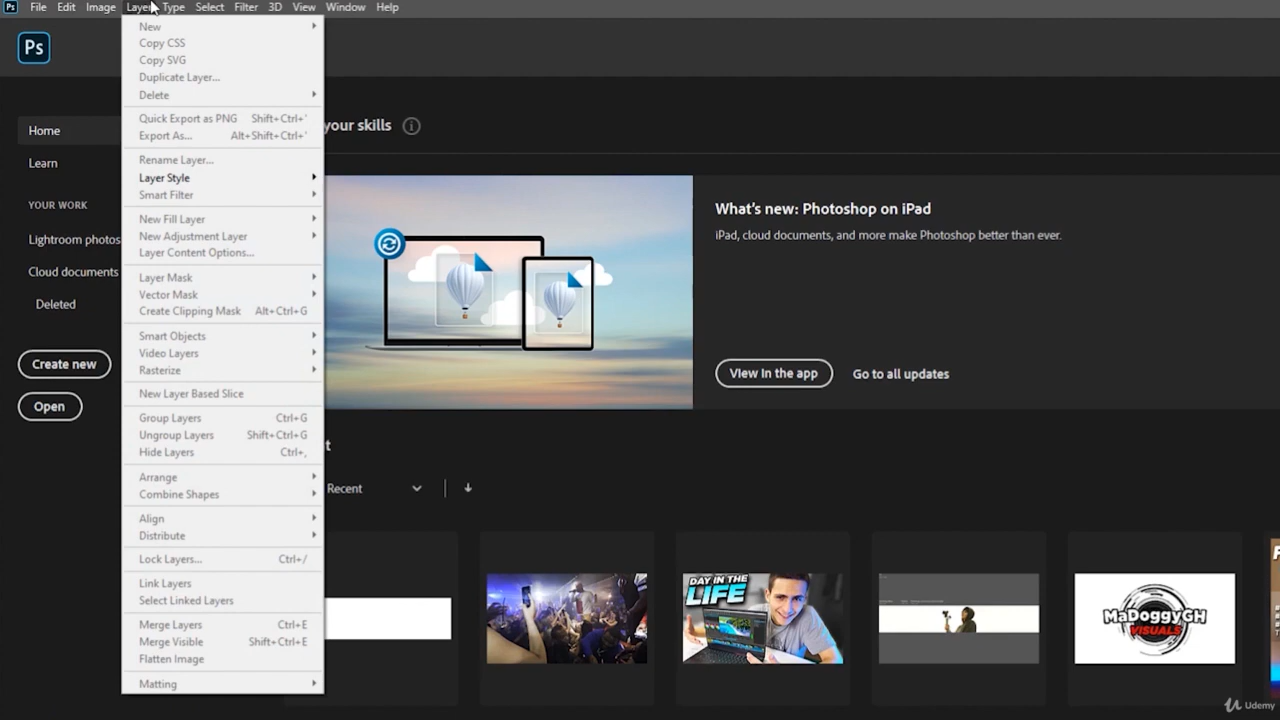 Ps File Edit Image Layer Type Select Filter 3D View Window Help
Ps
New
Copy CSS
Copy SVG
Duplicate Layer...
Delete
Quick Export as PNG Shift+Ctrl+'
Export As... Alt+Shift+Ctrl+'
Rename Layer...
Layer Style
Smart Filter
New Fill Layer
New Adjustment Layer
Layer Content Options...
Layer Mask
Vector Mask
Create Clipping Mask Alt+Ctrl+G
Smart Objects
Video Layers
Rasterize
New Layer Based Slice
Group Layers Ctrl+G
Ungroup Layers Shift+Ctrl+G
Hide Layers Ctrl+,
Arrange
Combine Shapes
Align
Distribute
Lock Layers... Ctrl+/
Link Layers
Select Linked Layers
Merge Layers Ctrl+E
Merge Visible Shift+Ctrl+E
Flatten Image
Matting
Home
Learn
YOUR WORK
Lightroom photos
Cloud documents
Deleted
Create new
Open
your skills
What's new: Photoshop on iPad
iPad, cloud documents, and more make Photoshop better than ever.
View in the app Go to all updates
Recent
DAY IN THE
LIFE
MaDoggyGH
VISUALS
Udemy